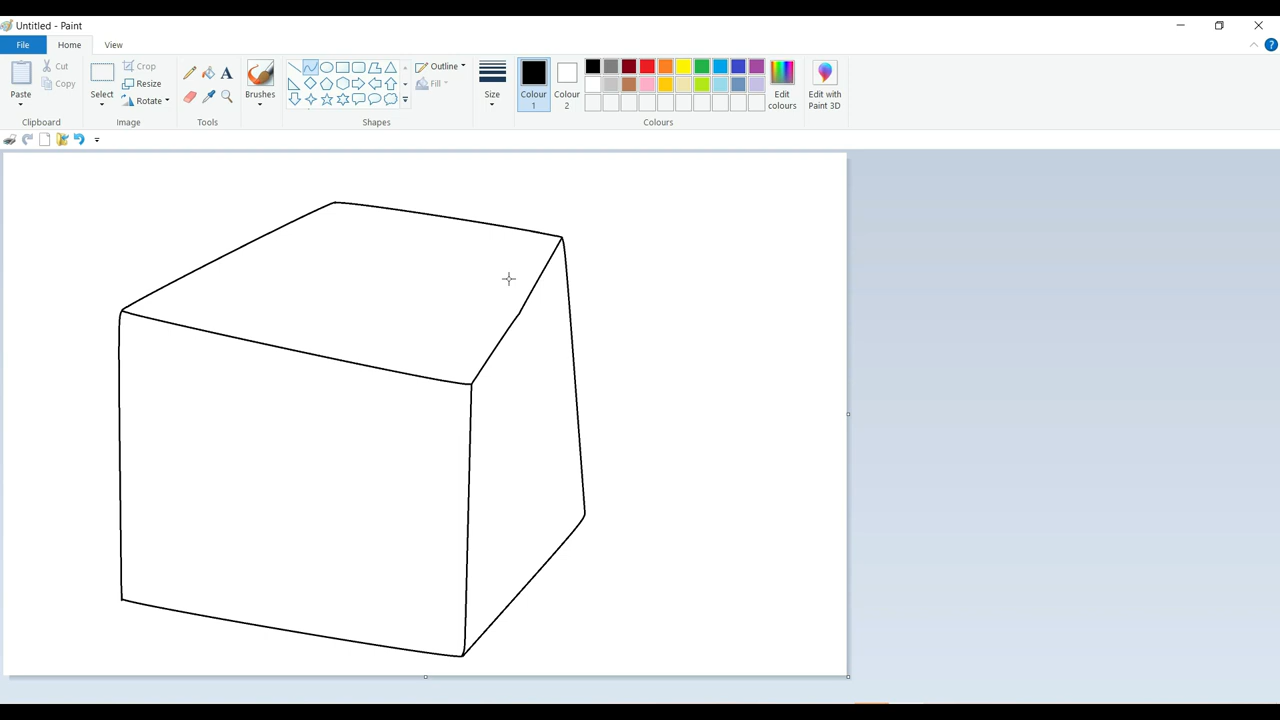 Untitled - Paint
File Home View
Paste Cut Copy Clipboard
Select Crop Resize Rotate Image
A Tools
Brushes
Outline Fill Shapes
Size
Colour 1 Colour 2 Edit colours Colours
Edit with Paint 3D
?